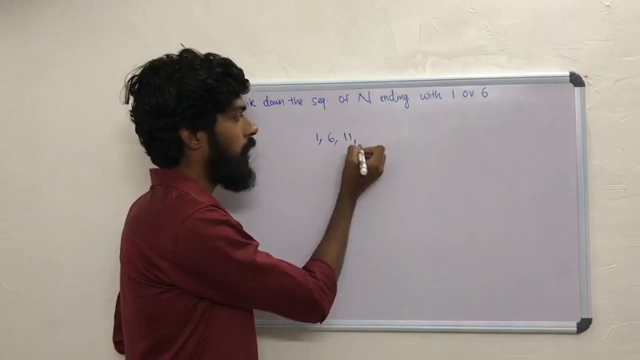 down the seq. of N ending with 1 or 6
1, 6, 11,